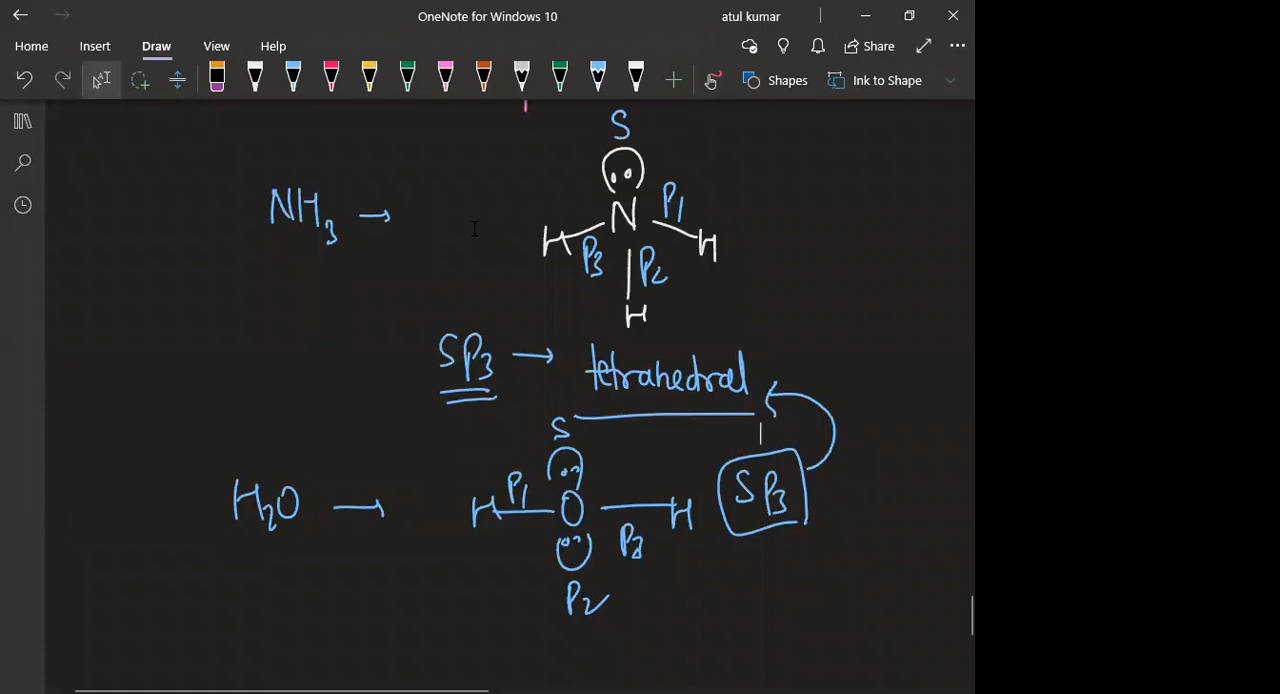 OneNote for Windows 10
atul kumar
Home Insert Draw View Help
Share
Shapes Ink to Shape
S
NH3 →
N
P1
H P3 P2 H
H
SP3 → tetrahedral
S
H2O → H P1 O H
SP3
P3
P2